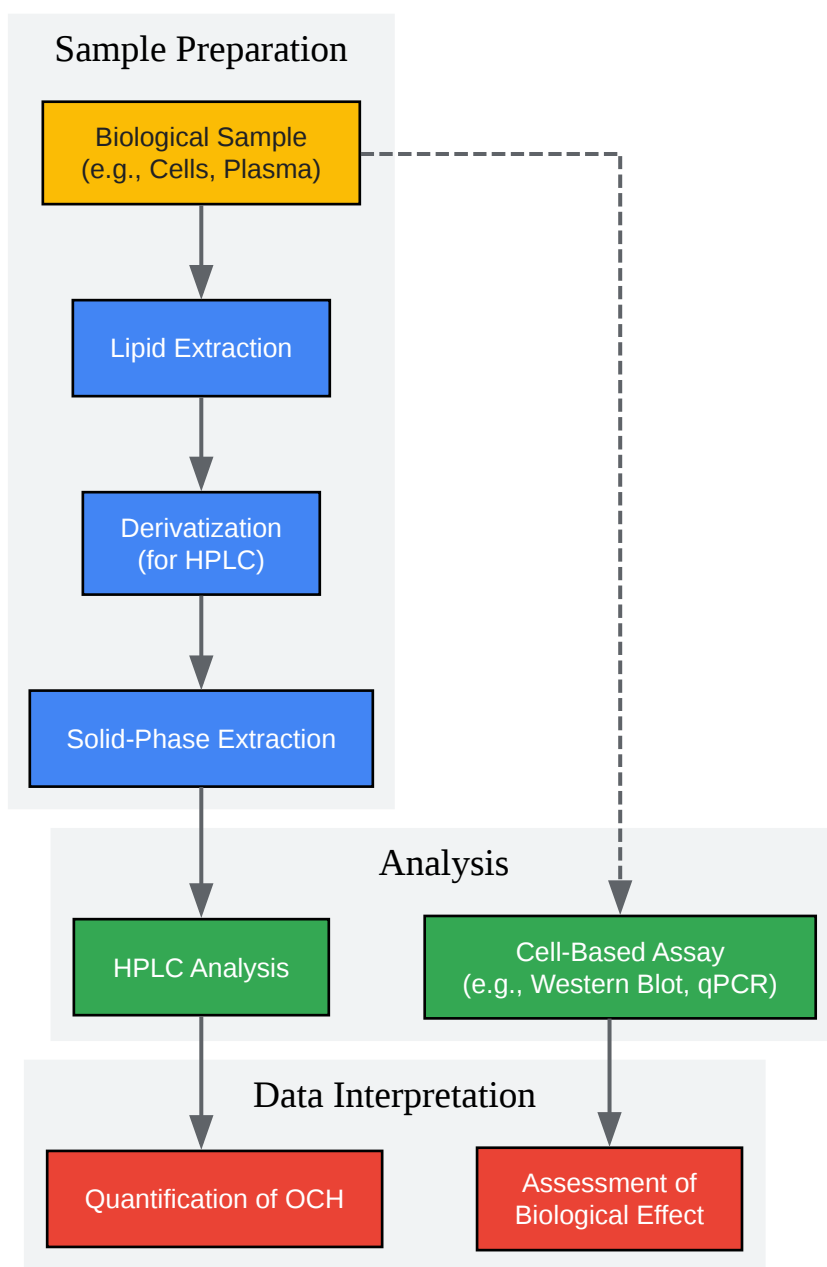 Sample Preparation
Biological Sample
(e.g., Cells, Plasma)
Lipid Extraction
Derivatization
(for HPLC)
Solid-Phase Extraction
Analysis
HPLC Analysis
Cell-Based Assay
(e.g., Western Blot, qPCR)
Data Interpretation
Quantification of OCH
Assessment of
Biological Effect